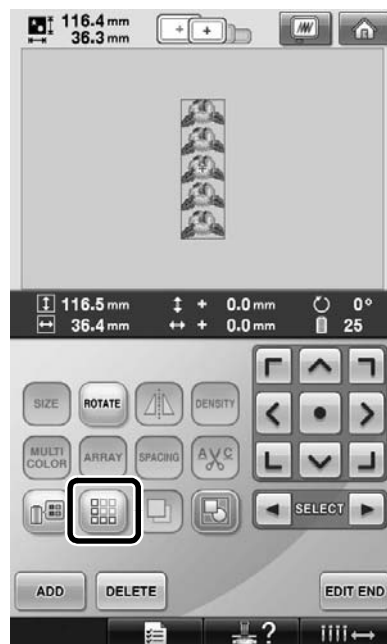 116.4 mm
36.3 mm
116.5 mm + 0.0 mm 0°
36.4 mm + 0.0 mm 25
SIZE ROTATE DENSITY
MULTI COLOR ARRAY SPACING A C
SELECT
ADD DELETE EDIT END
?